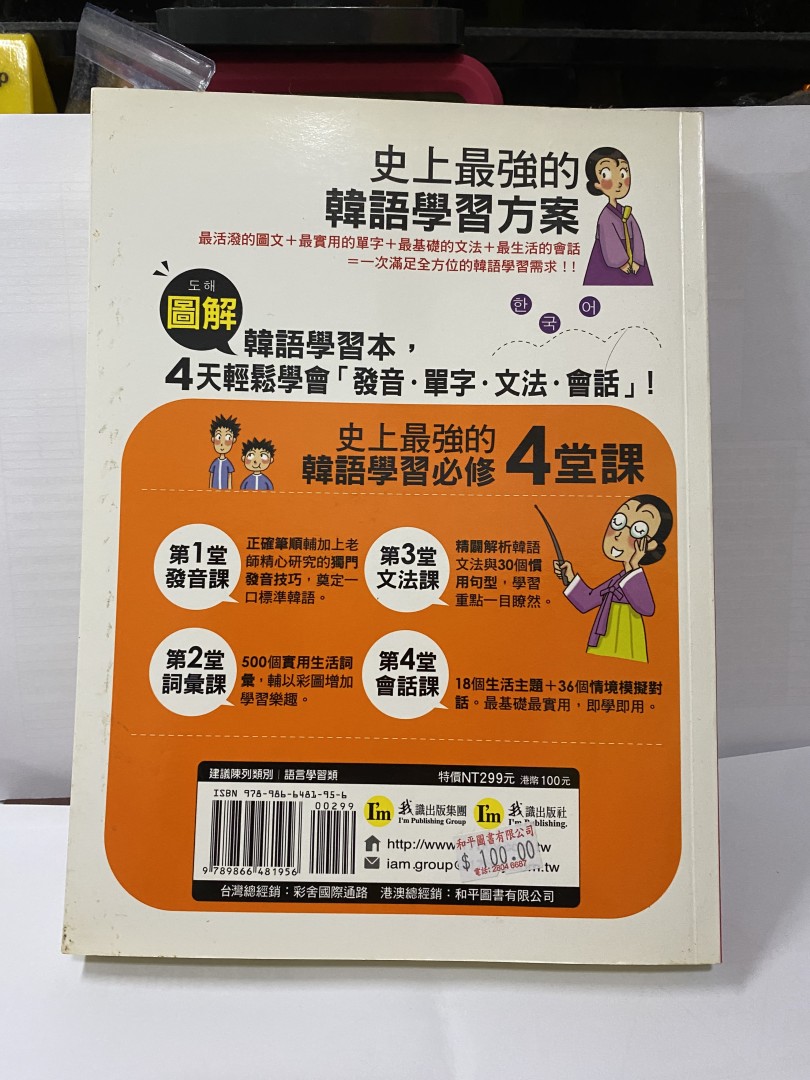 史上最強的
韓語學習方案
最活潑的圖文＋最實用的單字＋最基礎的文法＋最生活的會話
＝一次滿足全方位的韓語學習需求！！
도해
圖解
한국어
韓語學習本，
4天輕鬆學會「發音·單字·文法·會話」！
史上最強的
韓語學習必修
4堂課
第1堂
發音課
正確筆順輔加上老
師精心研究的獨門
發音技巧，奠定一
口標準韓語。
第3堂
文法課
精闢解析韓語
文法與30個慣
用句型，學習
重點一目瞭然。
第2堂
詞彙課
500個實用生活詞
彙，輔以彩圖增加
學習樂趣。
第4堂
會話課
18個生活主題＋36個情境模擬對
話。最基礎最實用，即學即用。
建議陳列類別｜語言學習類
特價NT299元 港幣100元
ISBN 978-986-6481-95-6
00299
9 789866 481956
I'm 我識出版集團
I'm Publishing Group
I'm 我識出版社
http://www
iam.group
.tw
和平圖書有限公司
$ 100.00
電話: 2804 6687
台灣總經銷：彩舍國際通路 港澳總經銷：和平圖書有限公司